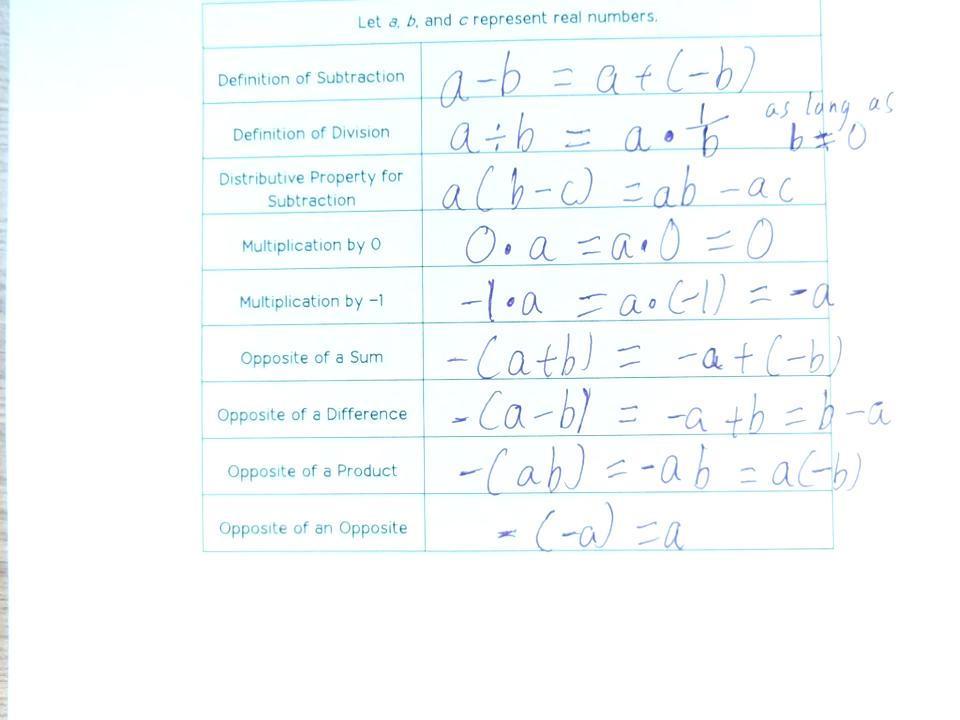 Let a, b, and c represent real numbers.
Definition of Subtraction a-b = a+(-b)
Definition of Division a÷b = a•1/b as long as b≠0
Distributive Property for Subtraction a(b-c) = ab - ac
Multiplication by 0 0•a = a•0 = 0
Multiplication by -1 -1•a = a•(-1) = -a
Opposite of a Sum -(a+b) = -a+(-b)
Opposite of a Difference -(a-b) = -a+b = b-a
Opposite of a Product -(ab) = -ab = a(-b)
Opposite of an Opposite -(-a) = a